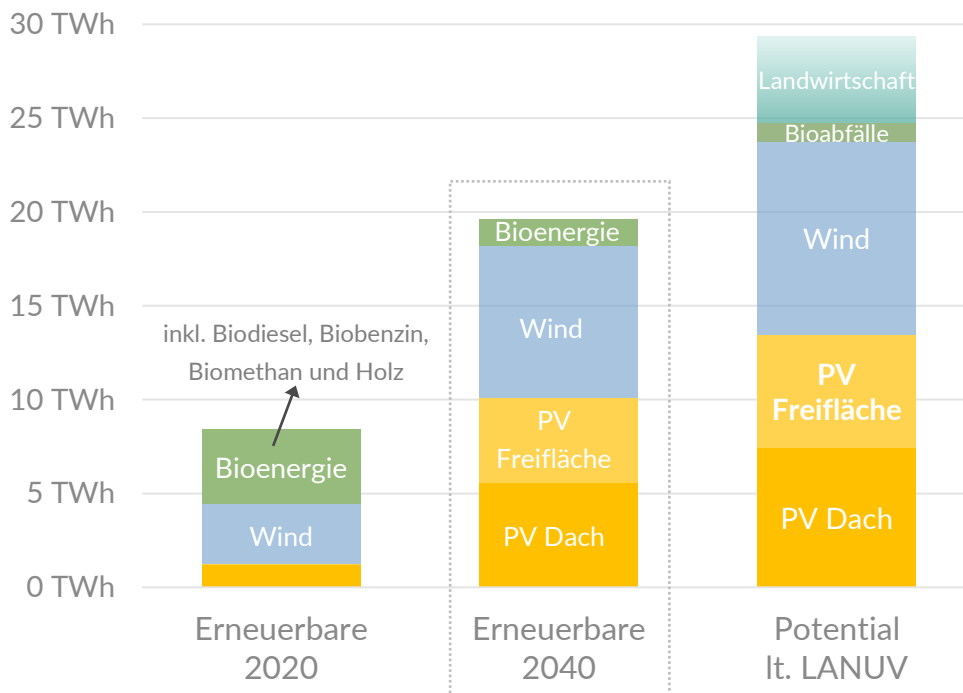 30 TWh
25 TWh
20 TWh
15 TWh
10 TWh
5 TWh
0 TWh
inkl. Biodiesel, Biobenzin,
Biomethan und Holz
Bioenergie
Wind
Erneuerbare
2020
Bioenergie
Wind
PV
Freifläche
PV Dach
Erneuerbare
2040
Landwirtschaft
Bioabfälle
Wind
PV
Freifläche
PV Dach
Potential
lt. LANUV